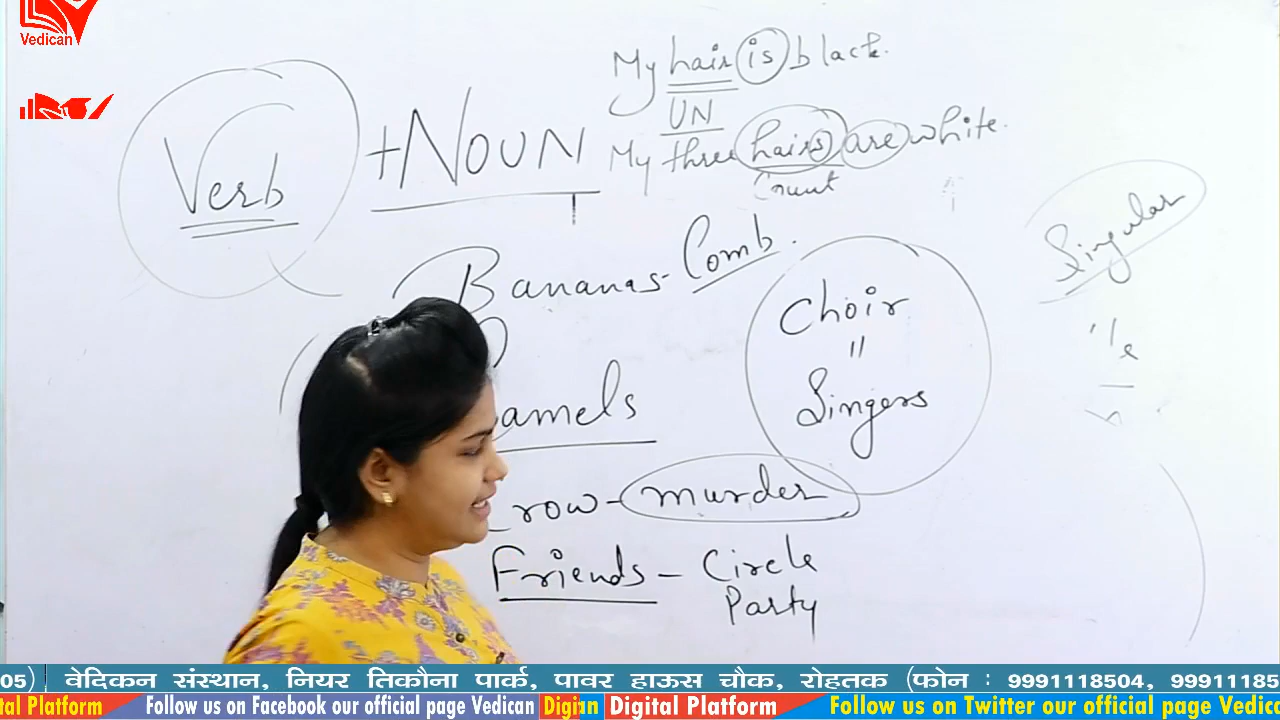 Vedican
My hair is black.
UN
My three hairs are white.
Count
Verb + NOUN
Singular
Bananas - Comb.
Choir
"
Singers
amels
row - murder
Friends - Circle
Party
05) वेदिकन संस्थान, नियर तिकौना पार्क, पावर हाऊस चौक, रोहतक (फोन : 9991118504, 99911185
tal Platform Follow us on Facebook our official page Vedican Digi n Digital Platform Follow us on Twitter our official page Vedica